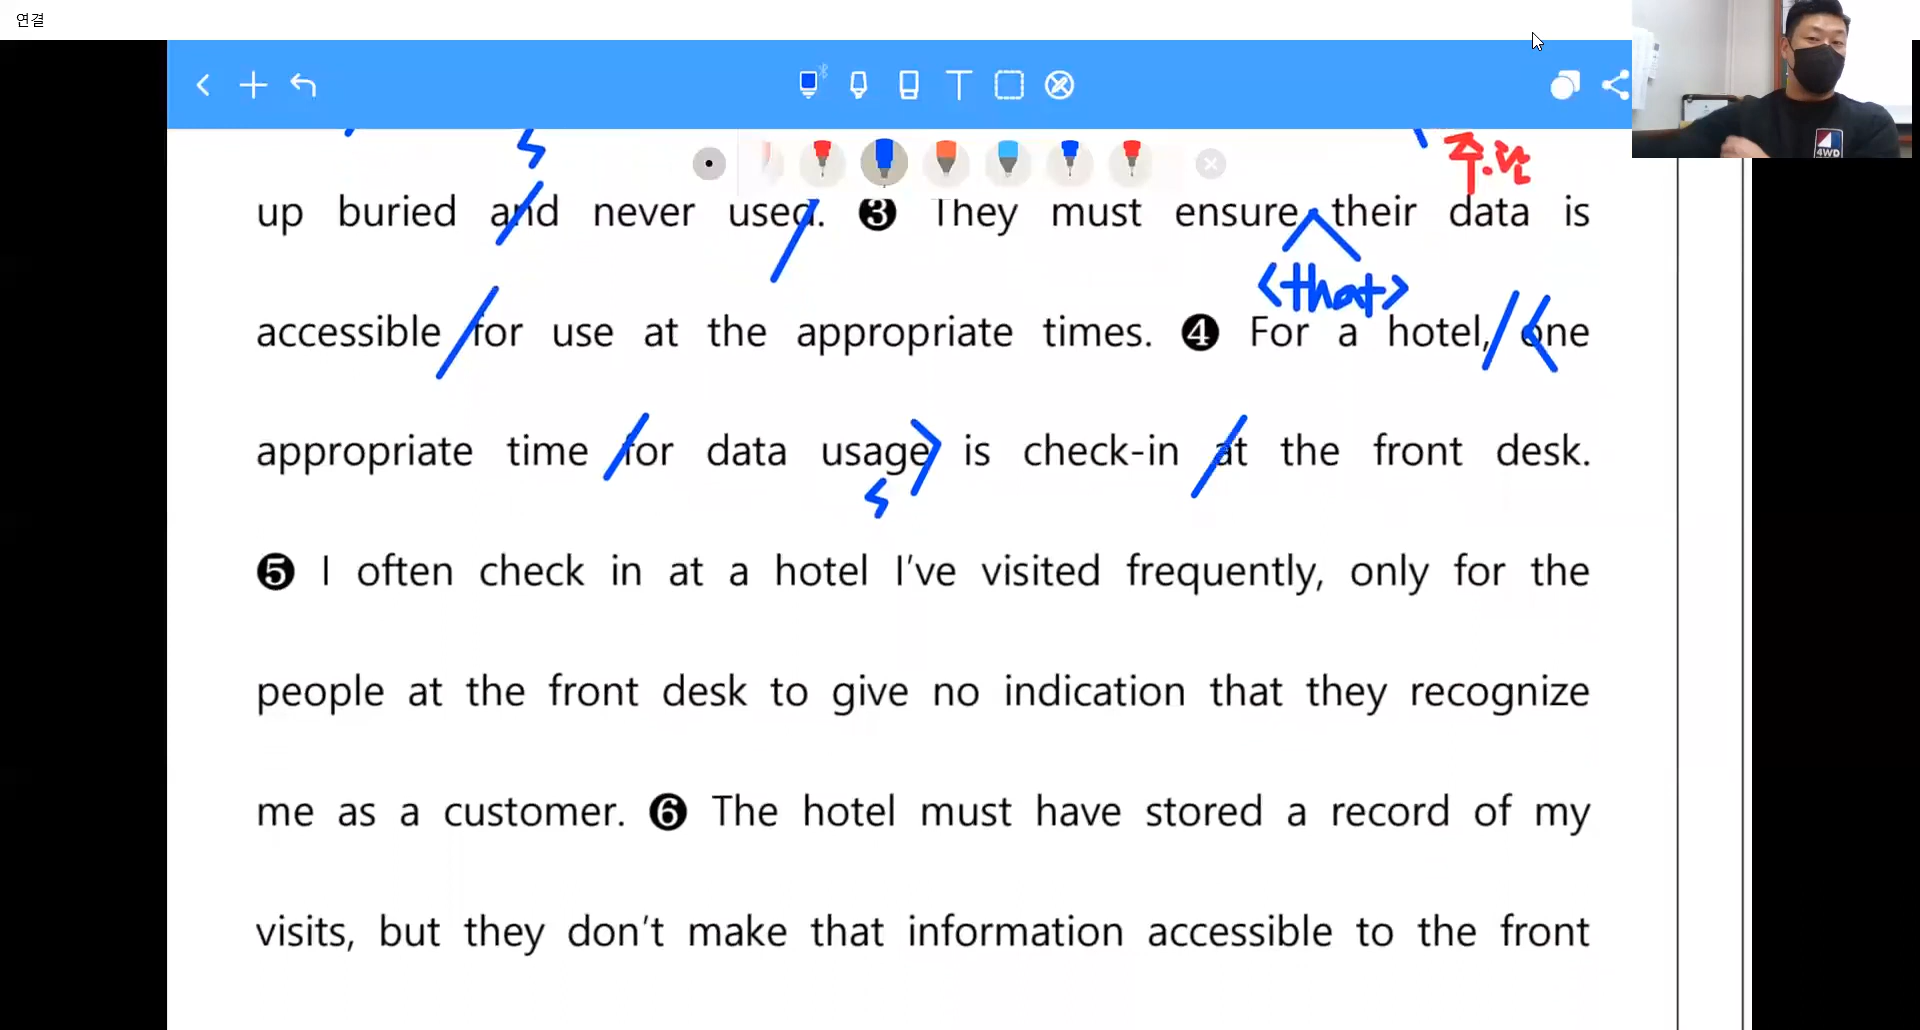 연결
주.관
up buried and never used. ❸ They must ensure their data is
<that>
accessible for use at the appropriate times. ❹ For a hotel, one
appropriate time for data usage is check-in at the front desk.
s
❺ I often check in at a hotel I've visited frequently, only for the
people at the front desk to give no indication that they recognize
me as a customer. ❻ The hotel must have stored a record of my
visits, but they don't make that information accessible to the front
4WD